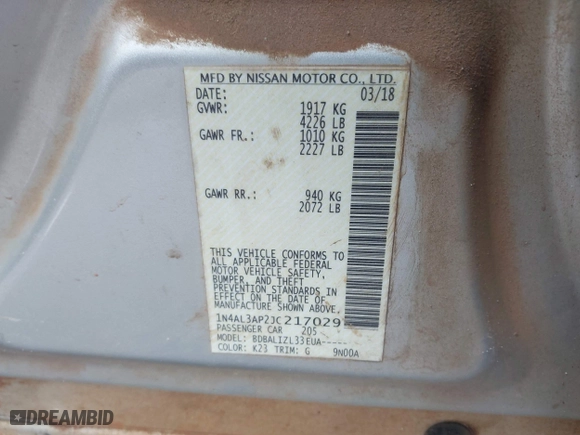 MFD BY NISSAN MOTOR CO., LTD.
DATE: 03/18
GVWR: 1917 KG
4226 LB
GAWR FR.: 1010 KG
2227 LB
GAWR RR.: 940 KG
2072 LB
THIS VEHICLE CONFORMS TO
ALL APPLICABLE FEDERAL
MOTOR VEHICLE SAFETY,
BUMPER, AND THEFT
PREVENTION STANDARDS IN
EFFECT ON THE DATE OF
MANUFACTURE SHOWN ABOVE.
1N4AL3AP2JC217029
PASSENGER CAR 205
MODEL: BDBALIZL33EUA-----
COLOR: K23 TRIM: G 9N00A
DREAMBID